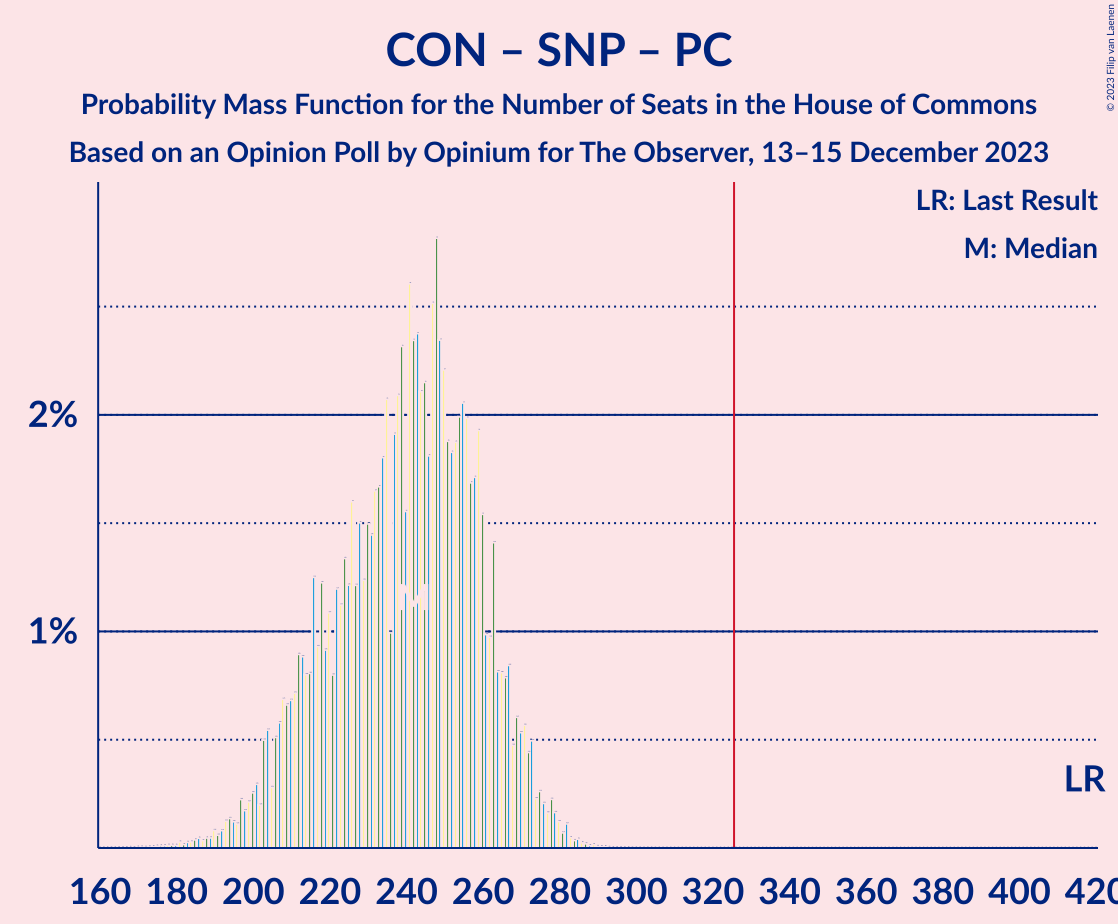 CON – SNP – PC
Probability Mass Function for the Number of Seats in the House of Commons
Based on an Opinion Poll by Opinium for The Observer, 13–15 December 2023
© 2023 Filip van Laenen
LR: Last Result
M: Median
2%
1%
M
LR
160 180 200 220 240 260 280 300 320 340 360 380 400 420